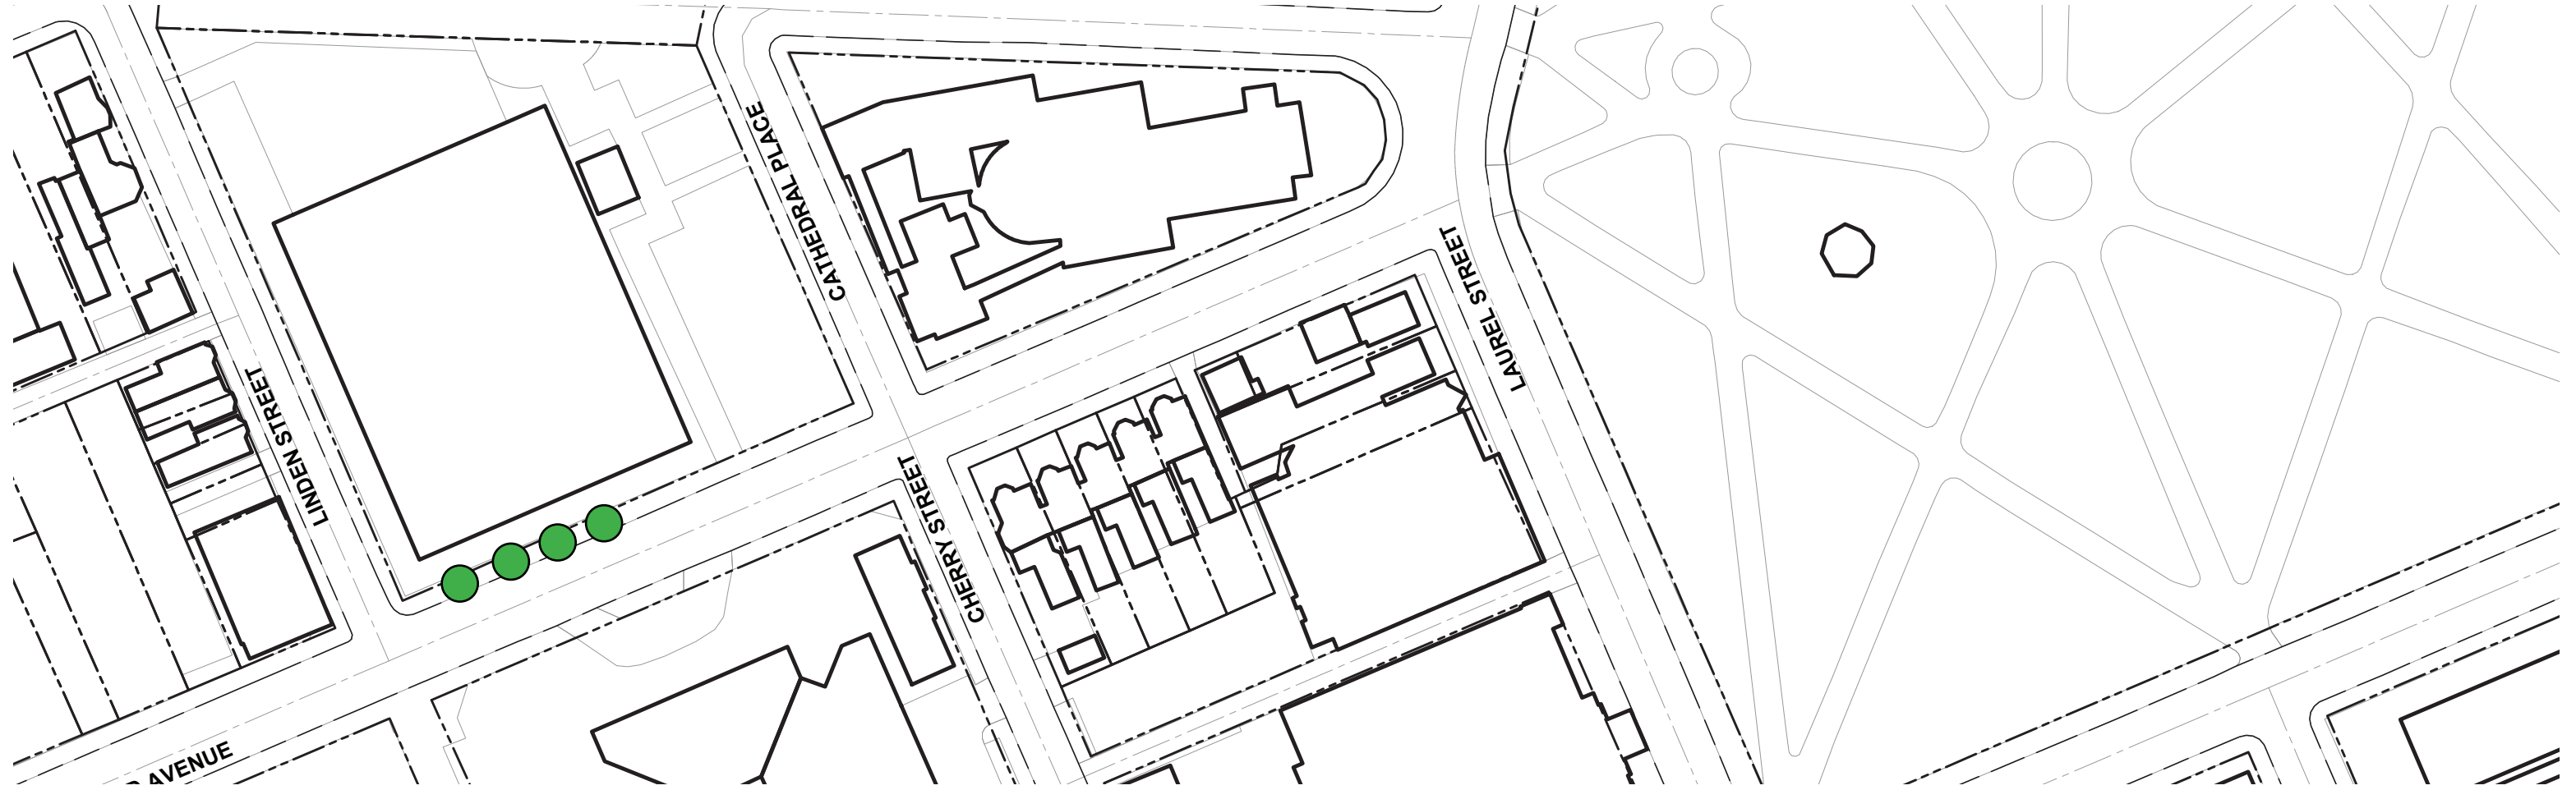 CATHEDRAL PLACE
LAUREL STREET
LINDEN STREET
CHERRY STREET
AVENUE